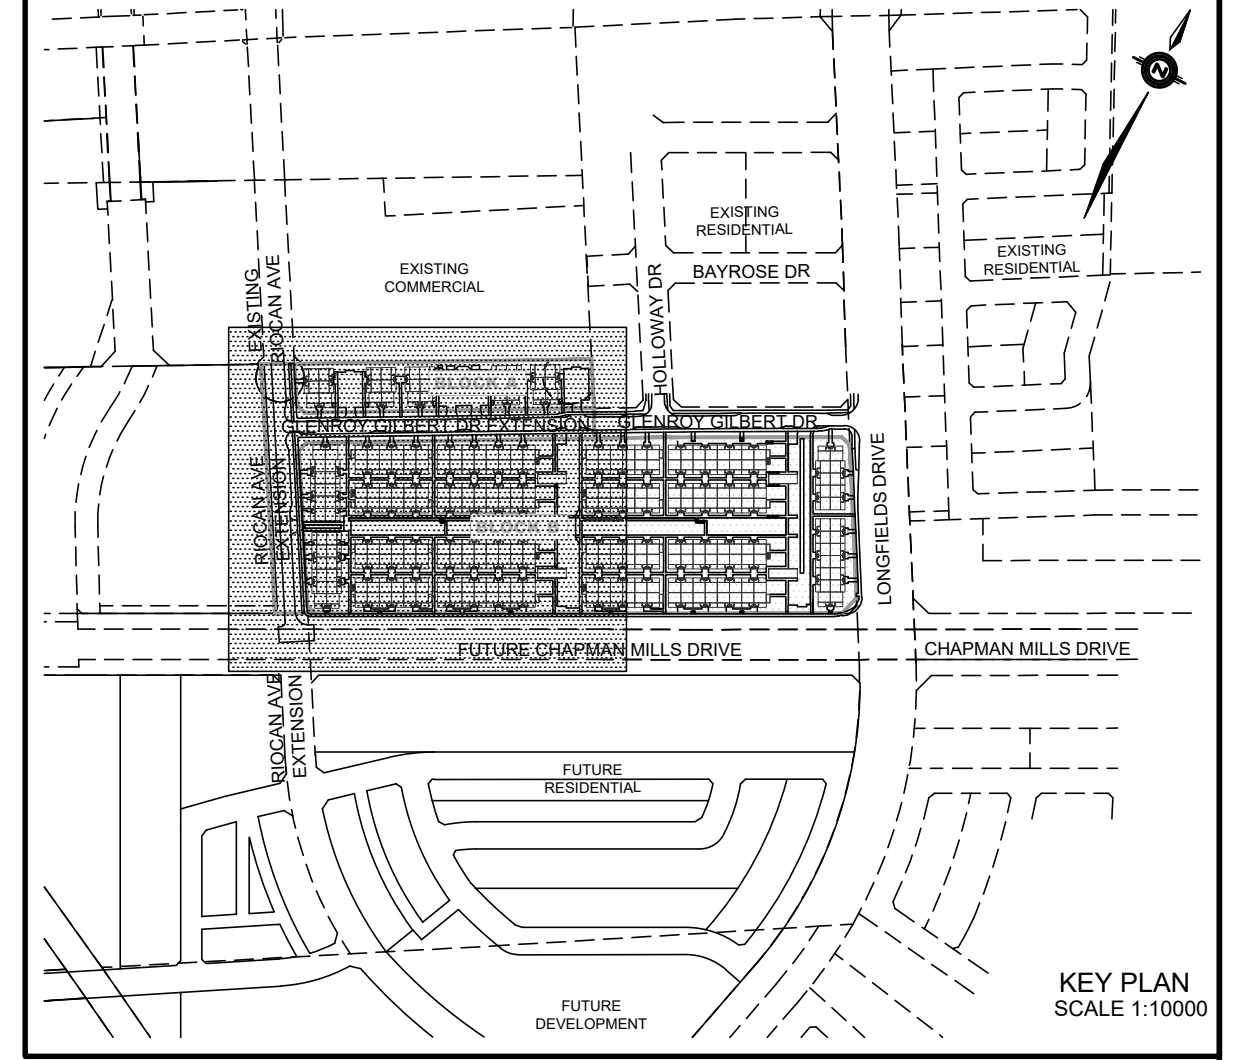 N
EXISTING
RESIDENTIAL
EXISTING
RESIDENTIAL
EXISTING
COMMERCIAL
BAYROSE DR
HOLLOWAY DR
EXISTING
RIOCAN AVE
BLOCK A
GLENROY GILBERT DR EXTENSION
GLENROY GILBERT DR
RIOCAN AVE
EXTENSION
BLOCK B
LONGFIELDS DRIVE
FUTURE CHAPMAN MILLS DRIVE
CHAPMAN MILLS DRIVE
RIOCAN AVE
EXTENSION
FUTURE
RESIDENTIAL
FUTURE
DEVELOPMENT
KEY PLAN
SCALE 1:10000